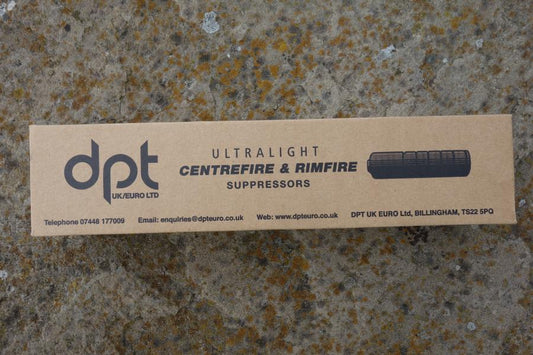 dpt
UK/EURO LTD
ULTRALIGHT
CENTREFIRE & RIMFIRE
SUPPRESSORS
Telephone 07448 177009 Email: enquiries@dpteuro.co.uk Web: www.dpteuro.co.uk DPT UK EURO Ltd, BILLINGHAM, TS22 5PQ